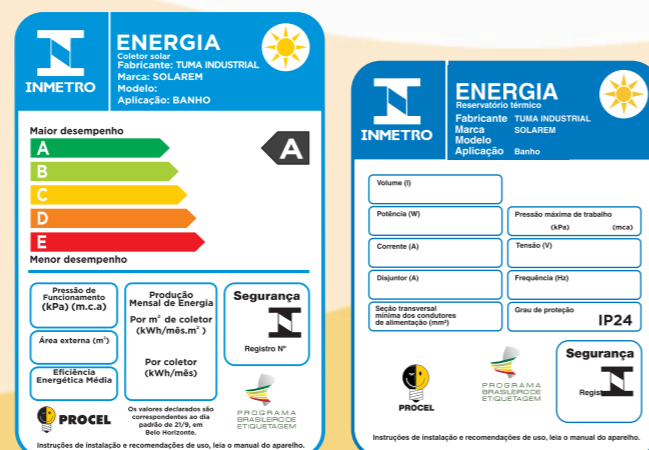 INMETRO
ENERGIA
Coletor solar
Fabricante: TUMA INDUSTRIAL
Marca: SOLAREM
Modelo:
Aplicação: BANHO
Maior desempenho
A
B
C
D
E
A
Menor desempenho
Pressão de
Funcionamento
(kPa) (m.c.a)
Área externa (m²)
Eficiência
Energética Média
Produção
Mensal de Energia
Por m² de coletor
(kWh/mês.m²)
Por coletor
(kWh/mês)
Segurança
Registro Nº
PROCEL
Os valores declarados são
correspondentes ao dia
padrão de 21/9, em
Belo Horizonte.
PROGRAMA
BRASILEIRO DE
ETIQUETAGEM
Instruções de instalação e recomendações de uso, leia o manual do aparelho.
INMETRO
ENERGIA
Reservatório térmico
Fabricante TUMA INDUSTRIAL
Marca SOLAREM
Modelo
Aplicação Banho
Volume (l)
Potência (W)
Pressão máxima de trabalho
(kPa) (mca)
Corrente (A)
Tensão (V)
Disjuntor (A)
Frequência (Hz)
Seção transversal
mínima dos condutores
de alimentação (mm²)
Grau de proteção
IP24
PROCEL
PROGRAMA
BRASILEIRO DE
ETIQUETAGEM
Segurança
Regist
Instruções de instalação e recomendações de uso, leia o manual do aparelho.